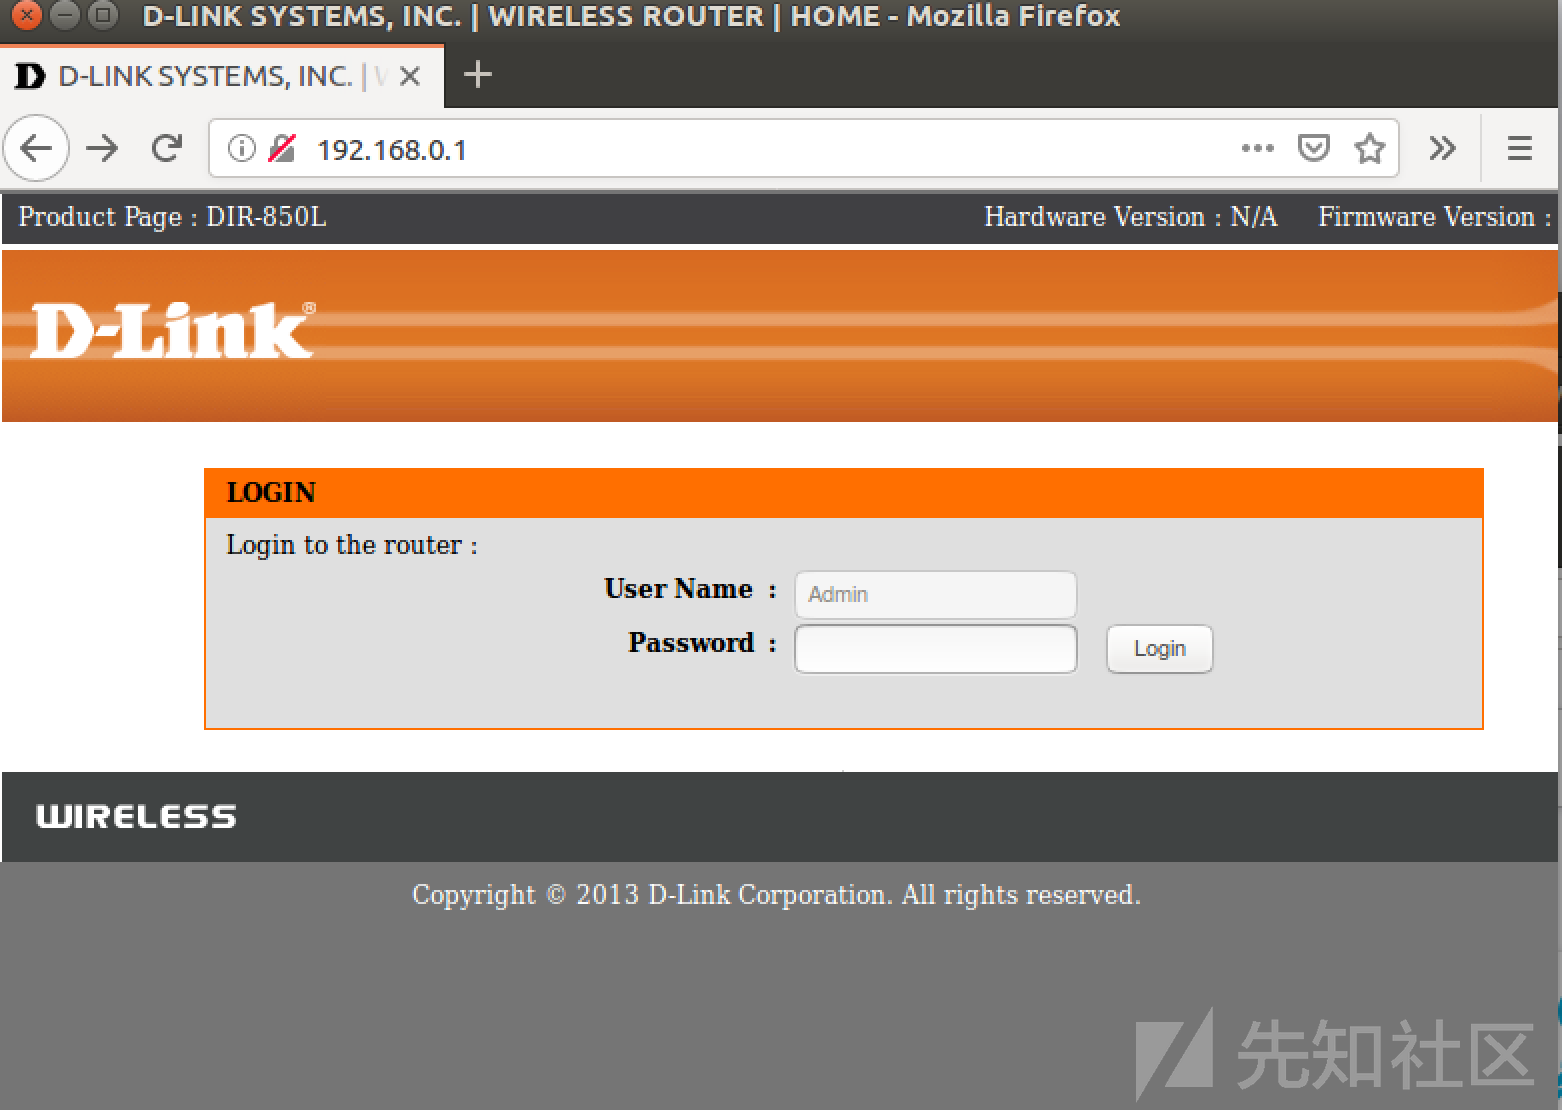 D-LINK SYSTEMS, INC. | WIRELESS ROUTER | HOME - Mozilla Firefox
D-LINK SYSTEMS, INC. | W
192.168.0.1
Product Page : DIR-850L Hardware Version : N/A Firmware Version :
D-Link®
LOGIN
Login to the router :
User Name : Admin
Password : Login
WIRELESS
Copyright © 2013 D-Link Corporation. All rights reserved.
先知社区